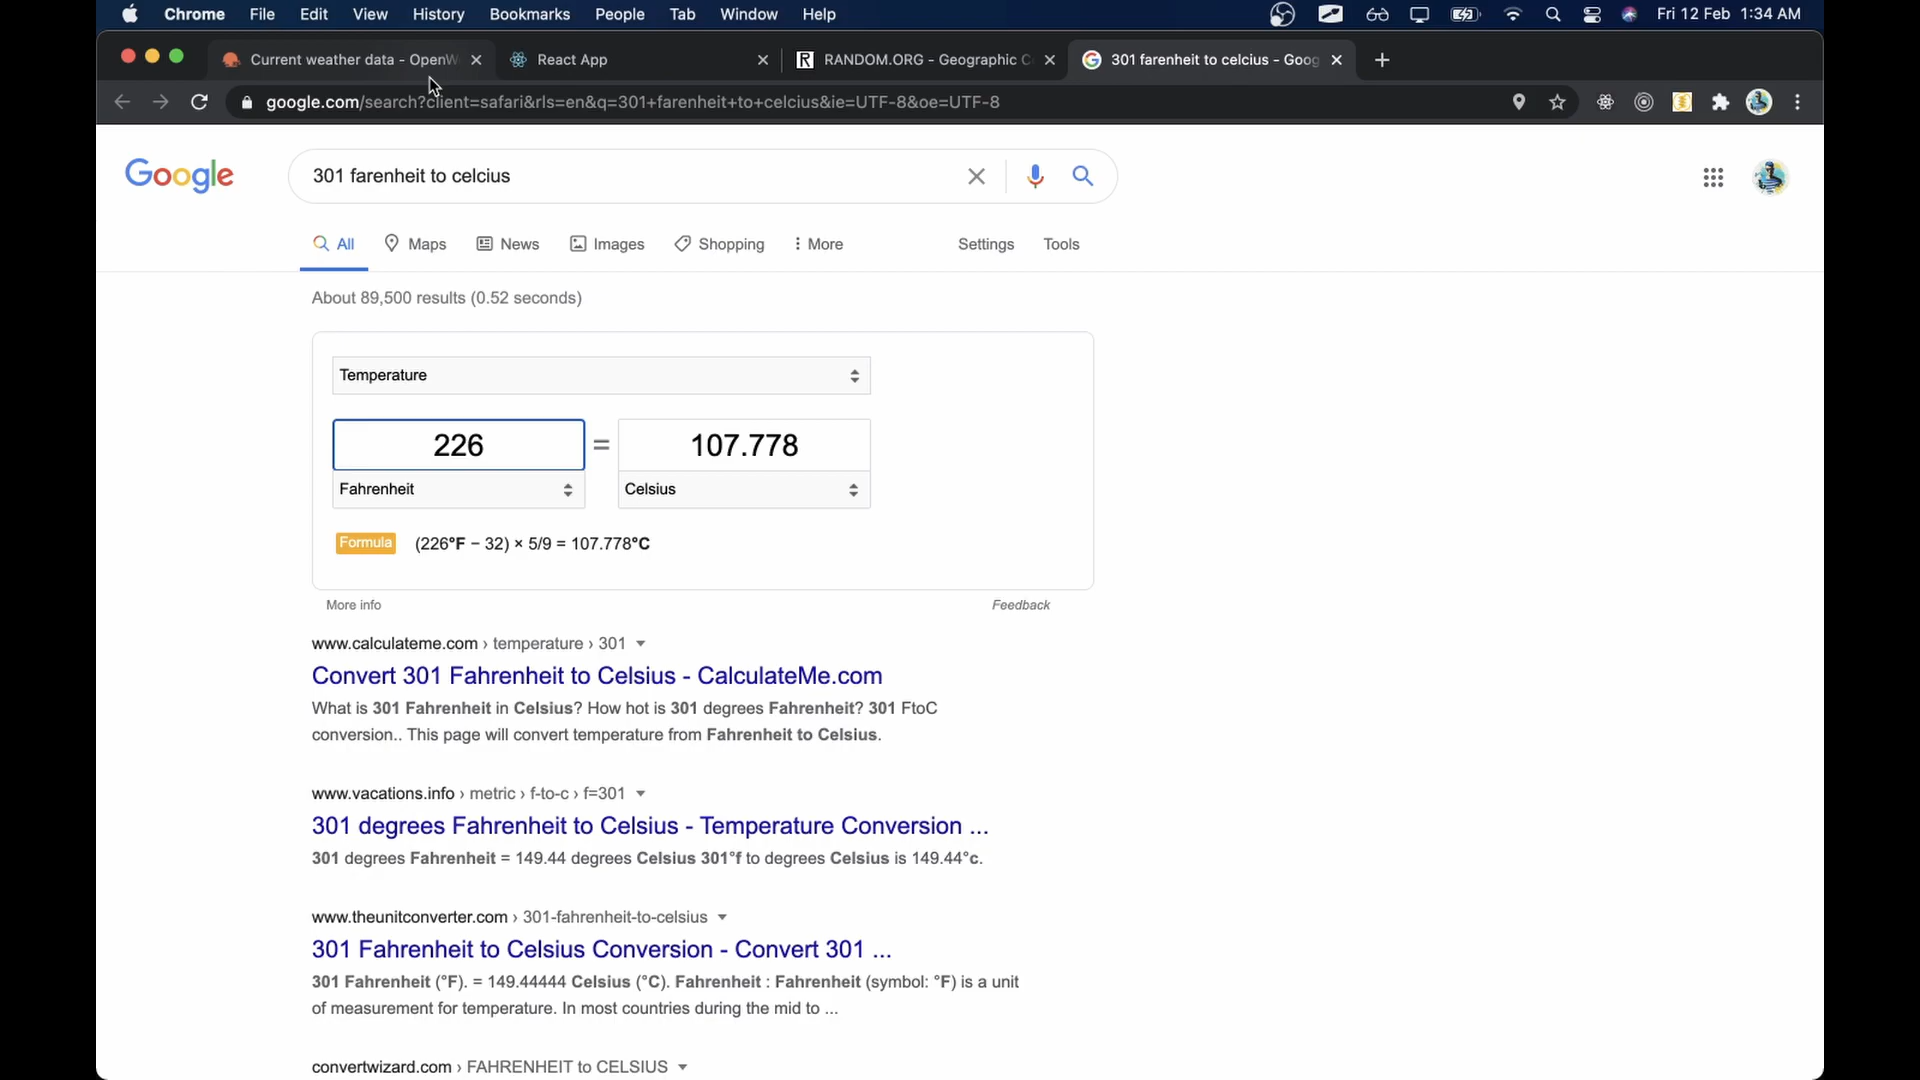 Chrome File Edit View History Bookmarks People Tab Window Help Fri 12 Feb 1:34 AM
Current weather data - OpenW React App RANDOM.ORG - Geographic C 301 farenheit to celcius - Goog
google.com/search?client=safari&rls=en&q=301+farenheit+to+celcius&ie=UTF-8&oe=UTF-8
Google 301 farenheit to celcius
All Maps News Images Shopping More Settings Tools
About 89,500 results (0.52 seconds)
Temperature
226 = 107.778
Fahrenheit Celsius
Formula (226°F − 32) × 5/9 = 107.778°C
More info Feedback
www.calculateme.com › temperature › 301
Convert 301 Fahrenheit to Celsius - CalculateMe.com
What is 301 Fahrenheit in Celsius? How hot is 301 degrees Fahrenheit? 301 FtoC
conversion.. This page will convert temperature from Fahrenheit to Celsius.
www.vacations.info › metric › f-to-c › f=301
301 degrees Fahrenheit to Celsius - Temperature Conversion ...
301 degrees Fahrenheit = 149.44 degrees Celsius 301°f to degrees Celsius is 149.44°c.
www.theunitconverter.com › 301-fahrenheit-to-celsius
301 Fahrenheit to Celsius Conversion - Convert 301 ...
301 Fahrenheit (°F). = 149.44444 Celsius (°C). Fahrenheit : Fahrenheit (symbol: °F) is a unit
of measurement for temperature. In most countries during the mid to ...
convertwizard.com › FAHRENHEIT to CELSIUS